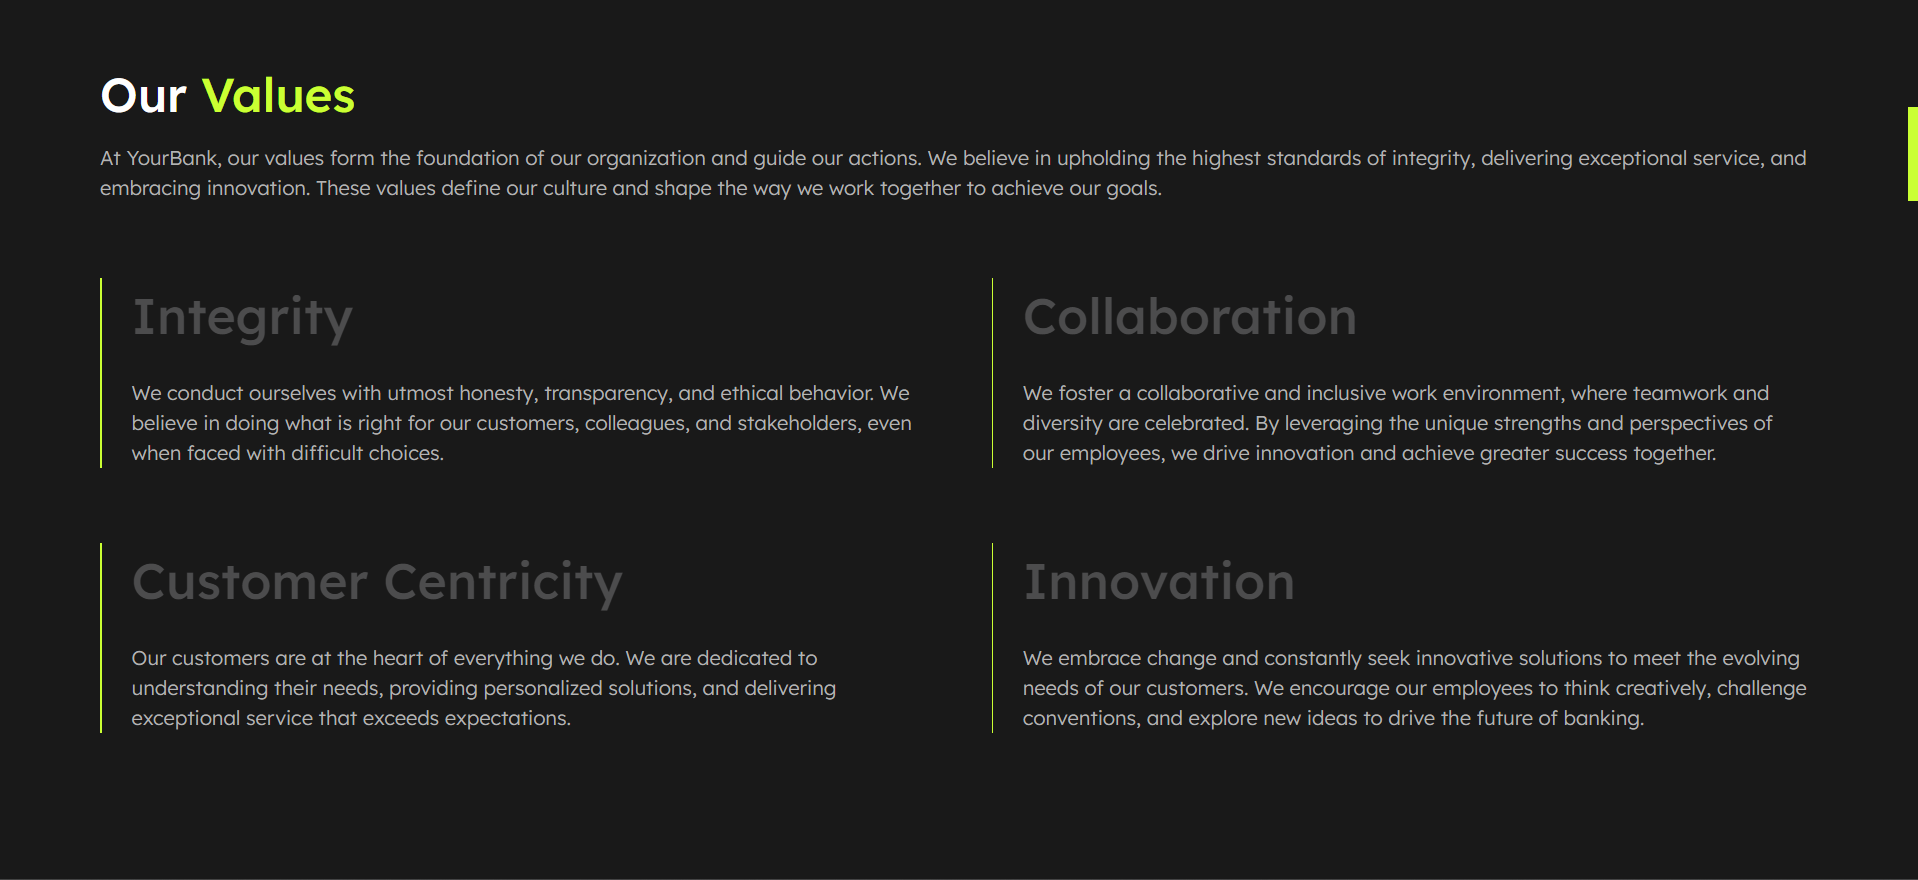 Our Values
At YourBank, our values form the foundation of our organization and guide our actions. We believe in upholding the highest standards of integrity, delivering exceptional service, and
embracing innovation. These values define our culture and shape the way we work together to achieve our goals.
Integrity
We conduct ourselves with utmost honesty, transparency, and ethical behavior. We
believe in doing what is right for our customers, colleagues, and stakeholders, even
when faced with difficult choices.
Collaboration
We foster a collaborative and inclusive work environment, where teamwork and
diversity are celebrated. By leveraging the unique strengths and perspectives of
our employees, we drive innovation and achieve greater success together.
Customer Centricity
Our customers are at the heart of everything we do. We are dedicated to
understanding their needs, providing personalized solutions, and delivering
exceptional service that exceeds expectations.
Innovation
We embrace change and constantly seek innovative solutions to meet the evolving
needs of our customers. We encourage our employees to think creatively, challenge
conventions, and explore new ideas to drive the future of banking.